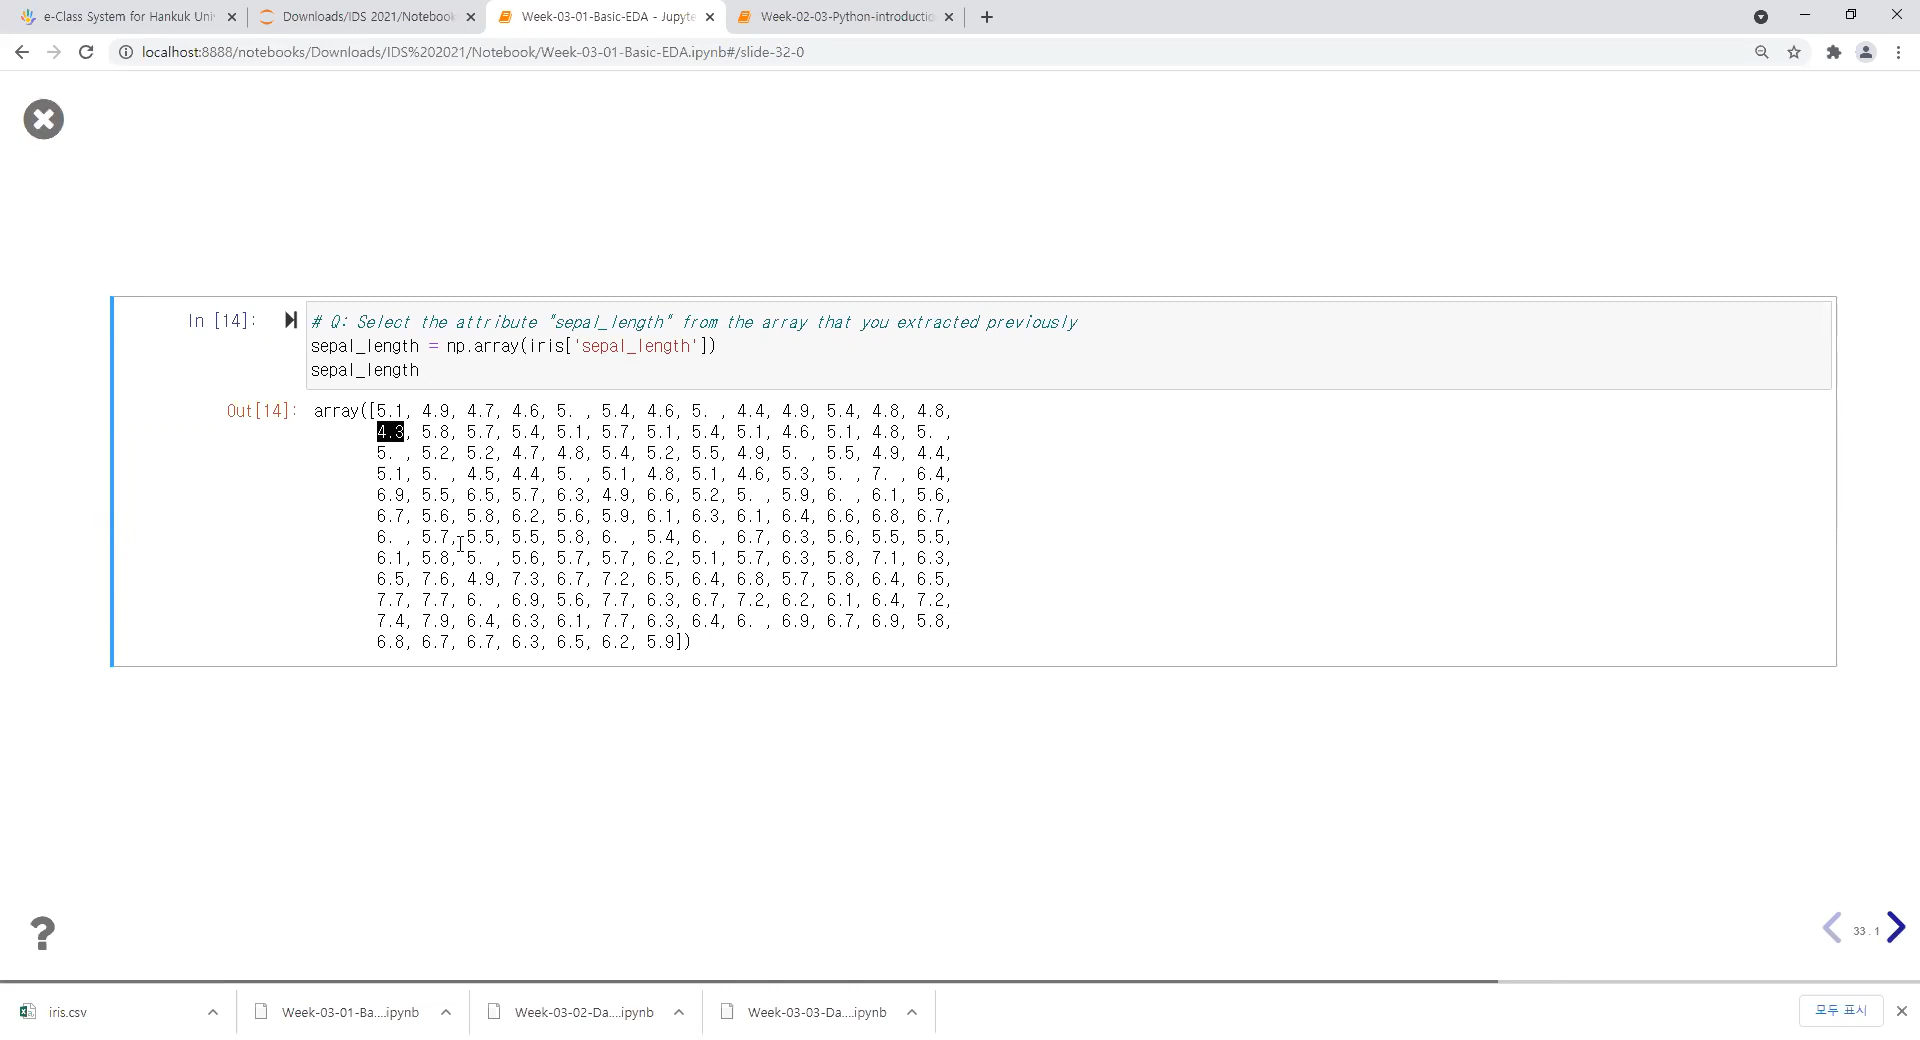 e-Class System for Hankuk Uni
Downloads/IDS 2021/Notebook
Week-03-01-Basic-EDA - Jupyte
Week-02-03-Python-introductio
localhost:8888/notebooks/Downloads/IDS%202021/Notebook/Week-03-01-Basic-EDA.ipynb#/slide-32-0
In [14]:
# Q: Select the attribute "sepal_length" from the array that you extracted previously
sepal_length = np.array(iris['sepal_length'])
sepal_length
Out[14]: array([5.1, 4.9, 4.7, 4.6, 5. , 5.4, 4.6, 5. , 4.4, 4.9, 5.4, 4.8, 4.8,
4.3, 5.8, 5.7, 5.4, 5.1, 5.7, 5.1, 5.4, 5.1, 4.6, 5.1, 4.8, 5. ,
5. , 5.2, 5.2, 4.7, 4.8, 5.4, 5.2, 5.5, 4.9, 5. , 5.5, 4.9, 4.4,
5.1, 5. , 4.5, 4.4, 5. , 5.1, 4.8, 5.1, 4.6, 5.3, 5. , 7. , 6.4,
6.9, 5.5, 6.5, 5.7, 6.3, 4.9, 6.6, 5.2, 5. , 5.9, 6. , 6.1, 5.6,
6.7, 5.6, 5.8, 6.2, 5.6, 5.9, 6.1, 6.3, 6.1, 6.4, 6.6, 6.8, 6.7,
6. , 5.7, 5.5, 5.5, 5.8, 6. , 5.4, 6. , 6.7, 6.3, 5.6, 5.5, 5.5,
6.1, 5.8, 5. , 5.6, 5.7, 5.7, 6.2, 5.1, 5.7, 6.3, 5.8, 7.1, 6.3,
6.5, 7.6, 4.9, 7.3, 6.7, 7.2, 6.5, 6.4, 6.8, 5.7, 5.8, 6.4, 6.5,
7.7, 7.7, 6. , 6.9, 5.6, 7.7, 6.3, 6.7, 7.2, 6.2, 6.1, 6.4, 7.2,
7.4, 7.9, 6.4, 6.3, 6.1, 7.7, 6.3, 6.4, 6. , 6.9, 6.7, 6.9, 5.8,
6.8, 6.7, 6.7, 6.3, 6.5, 6.2, 5.9])
?
33 . 1
iris.csv
Week-03-01-Ba....ipynb
Week-03-02-Da....ipynb
Week-03-03-Da....ipynb
모두 표시